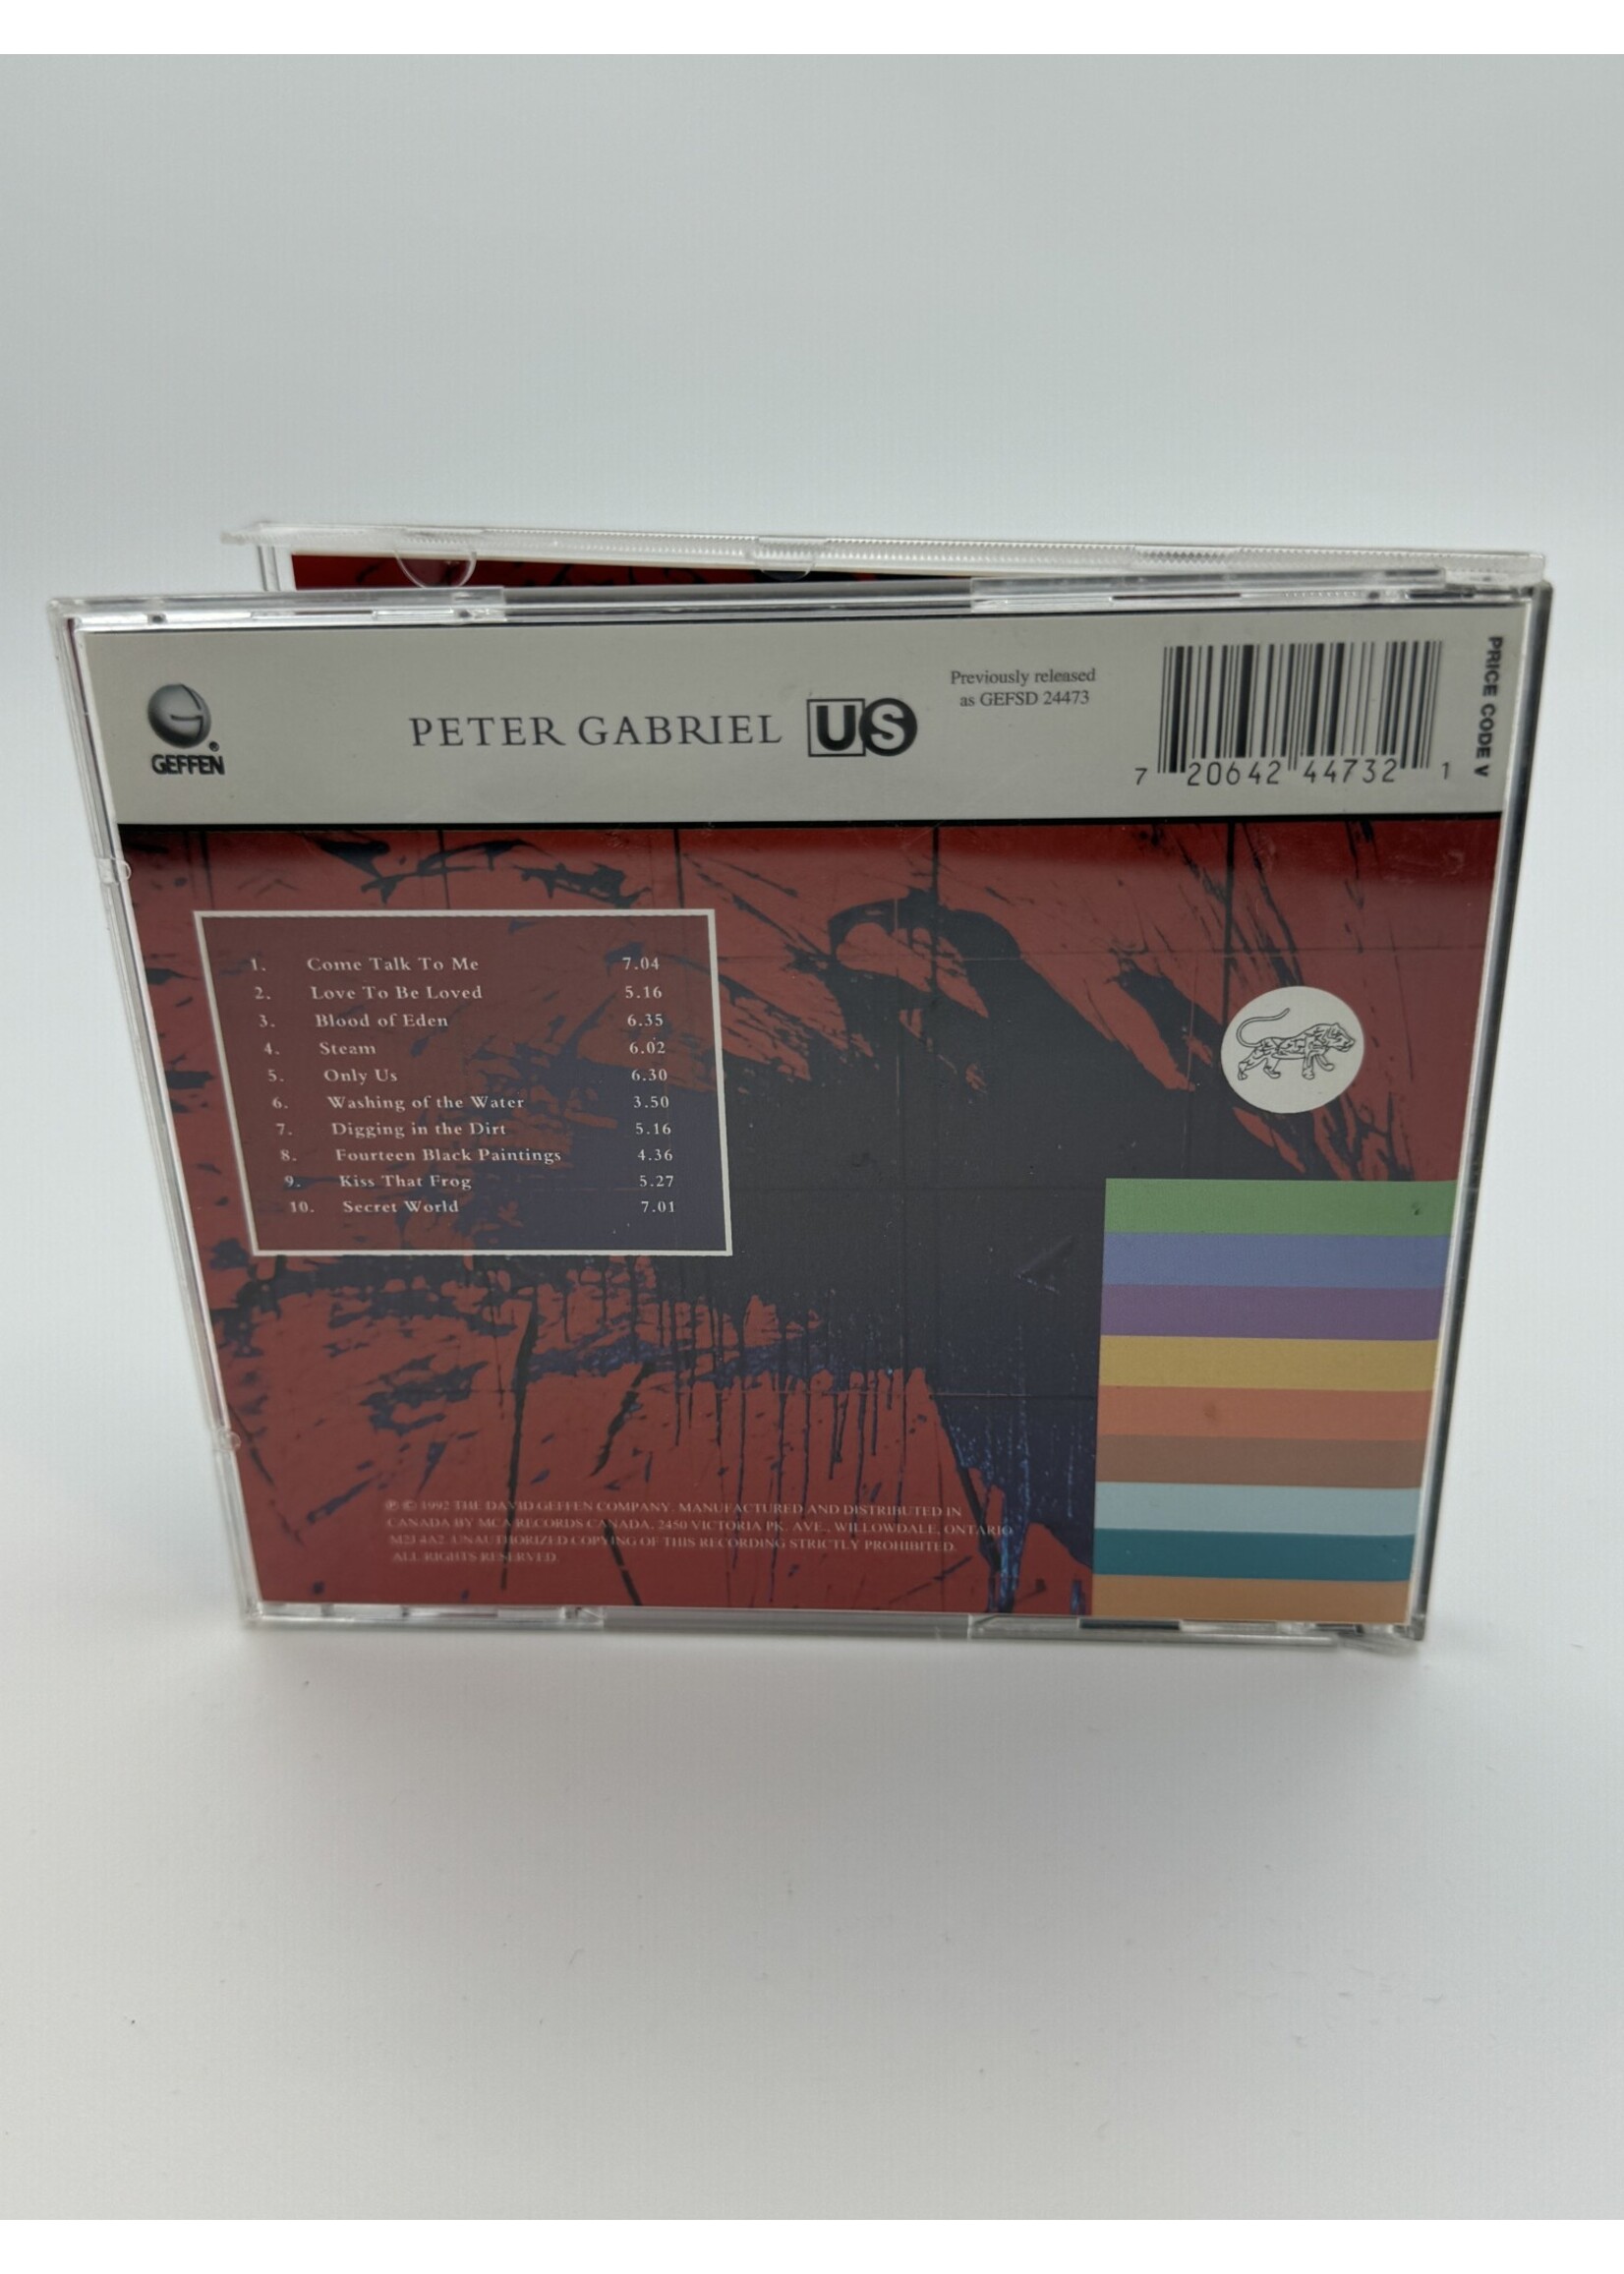 GEFFEN®
PETER GABRIEL US
Previously released
as GEFSD 24473
7 20642 44732 1
PRICE CODE V
1. Come Talk To Me 7.04
2. Love To Be Loved 5.16
3. Blood of Eden 6.35
4. Steam 6.02
5. Only Us 6.30
6. Washing of the Water 3.50
7. Digging in the Dirt 5.16
8. Fourteen Black Paintings 4.36
9. Kiss That Frog 5.27
10. Secret World 7.01
℗ © 1992 THE DAVID GEFFEN COMPANY. MANUFACTURED AND DISTRIBUTED IN
CANADA BY MCA RECORDS CANADA. 2450 VICTORIA PK. AVE., WILLOWDALE, ONTARIO
M2J 4A2. UNAUTHORIZED COPYING OF THIS RECORDING STRICTLY PROHIBITED.
ALL RIGHTS RESERVED.